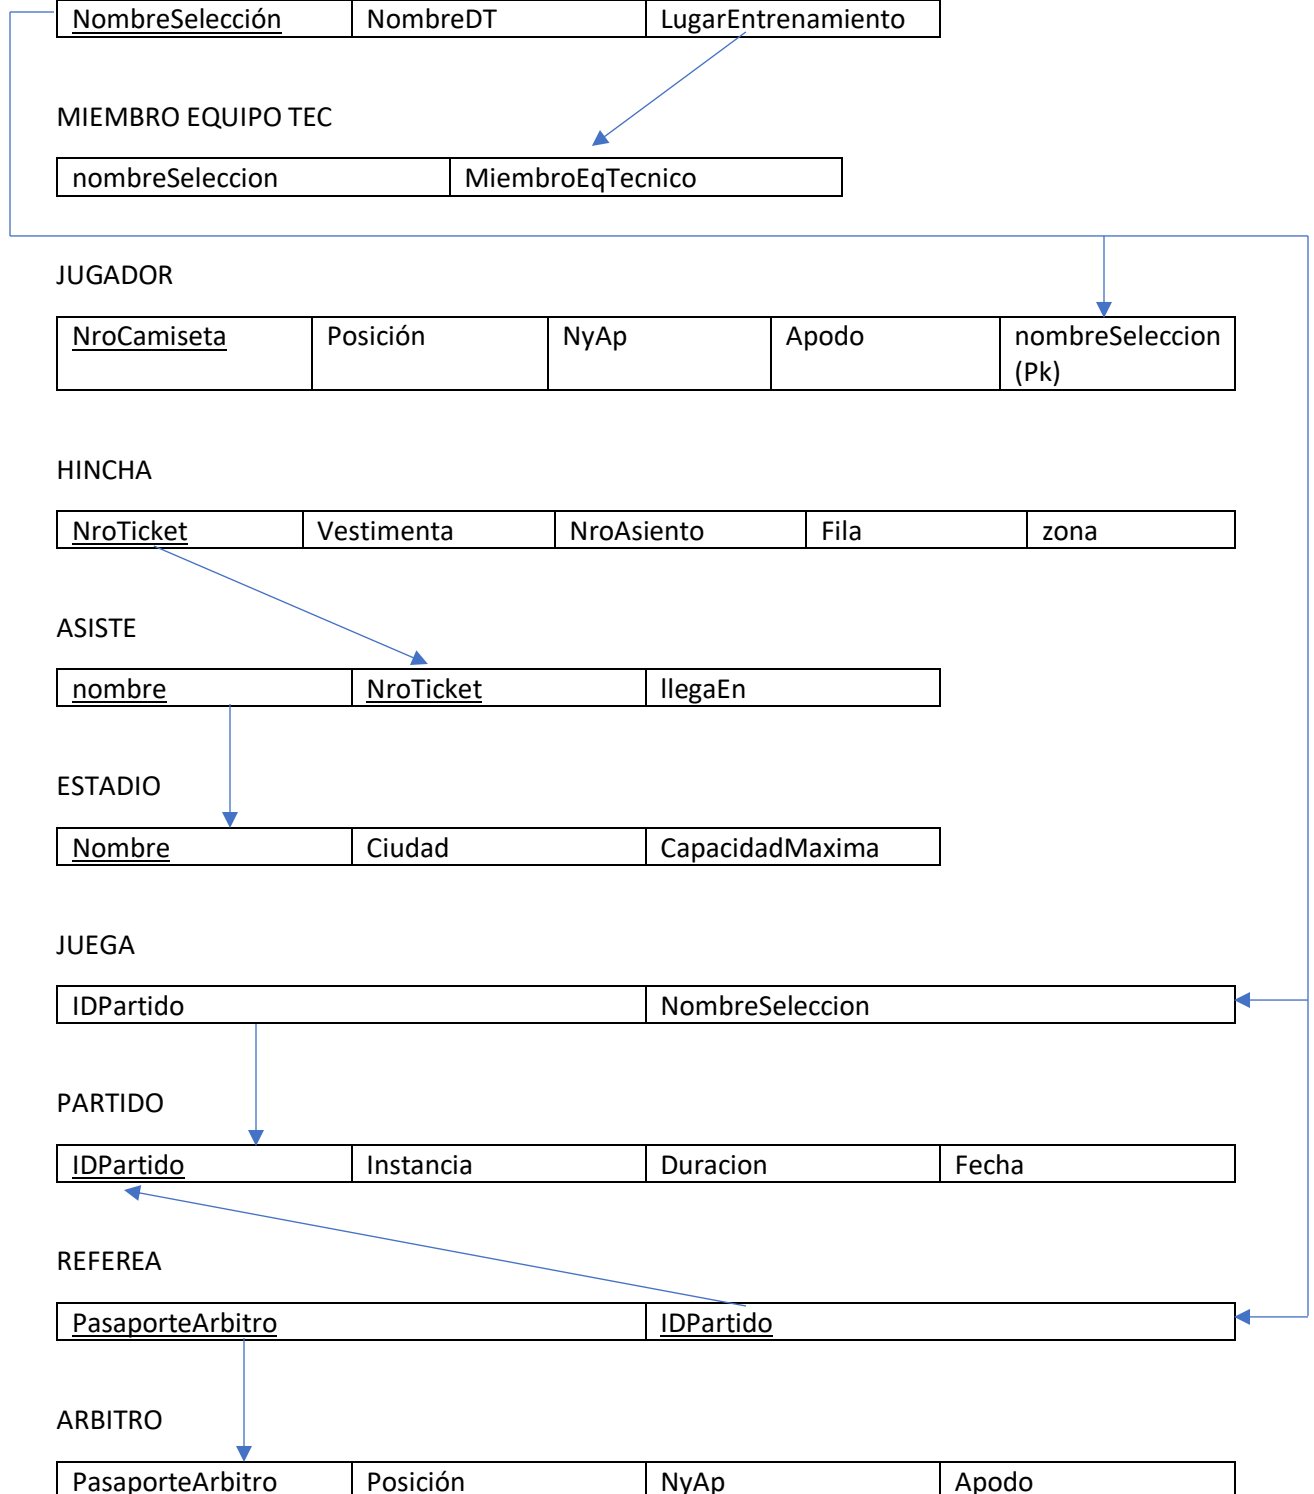 NombreSelección NombreDT LugarEntrenamiento
MIEMBRO EQUIPO TEC
nombreSeleccion MiembroEqTecnico
JUGADOR
NroCamiseta Posición NyAp Apodo nombreSeleccion
(Pk)
HINCHA
NroTicket Vestimenta NroAsiento Fila zona
ASISTE
nombre NroTicket llegaEn
ESTADIO
Nombre Ciudad CapacidadMaxima
JUEGA
IDPartido NombreSeleccion
PARTIDO
IDPartido Instancia Duracion Fecha
REFEREA
PasaporteArbitro IDPartido
ARBITRO
PasaporteArbitro Posición NyAp Apodo